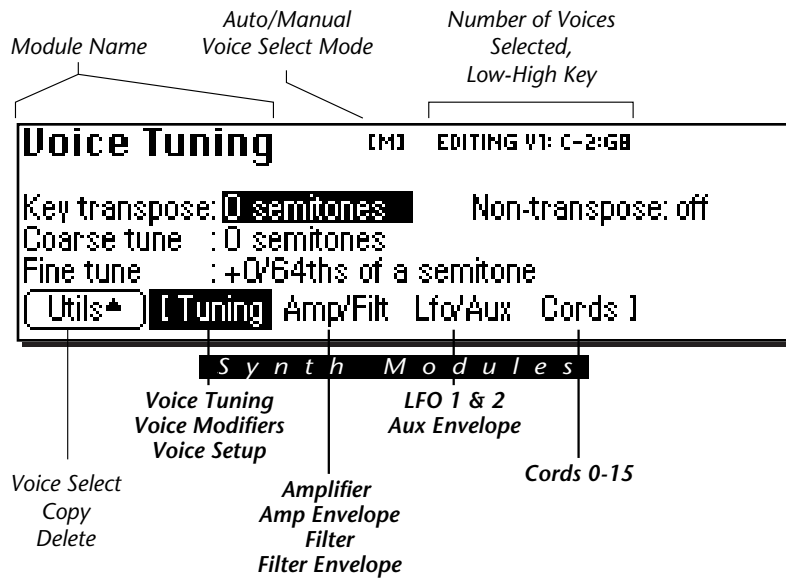 Module Name
Auto/Manual
Voice Select Mode
Number of Voices
Selected,
Low-High Key
Voice Tuning [M] EDITING V1: C-2:G8
Key transpose: 0 semitones Non-transpose: off
Coarse tune : 0 semitones
Fine tune : +0/64ths of a semitone
Utils [ Tuning Amp/Filt Lfo/Aux Cords ]
Synth Modules
Voice Tuning
Voice Modifiers
Voice Setup
LFO 1 & 2
Aux Envelope
Cords 0-15
Voice Select
Copy
Delete
Amplifier
Amp Envelope
Filter
Filter Envelope